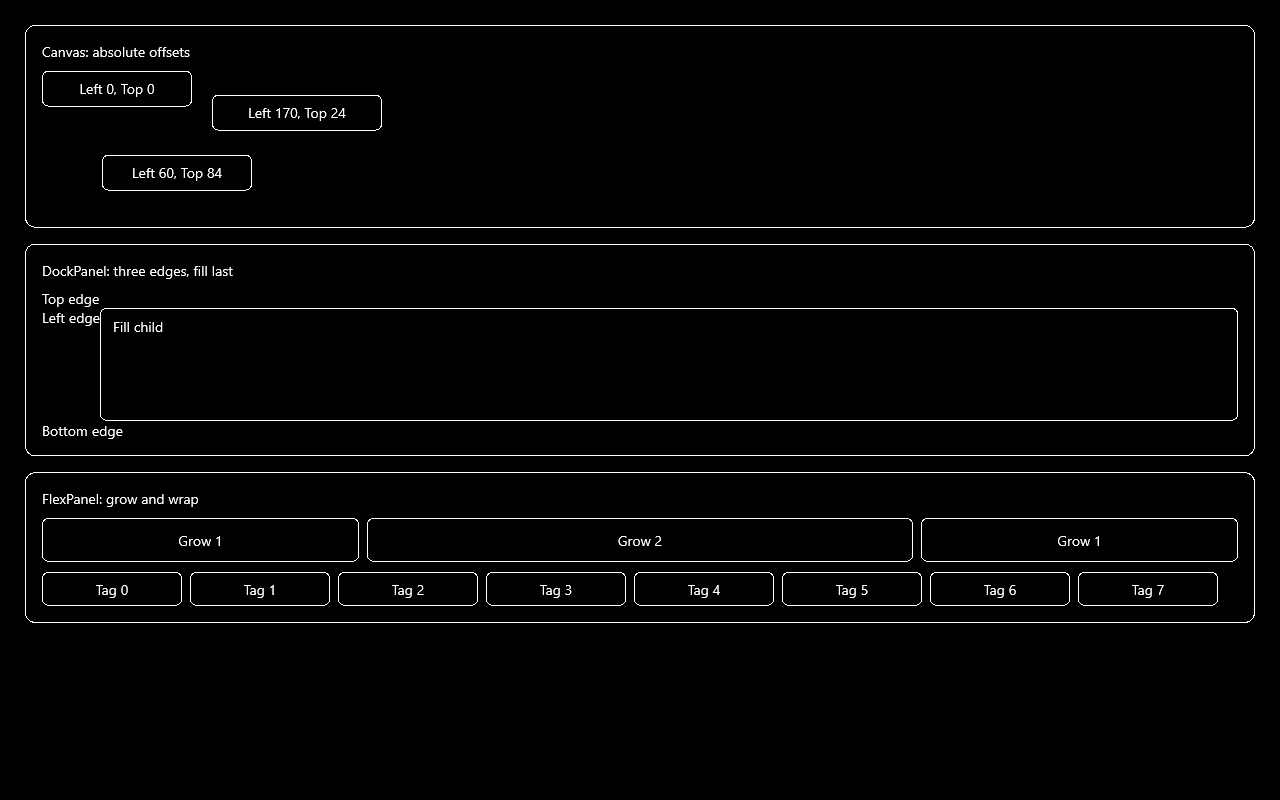 Canvas: absolute offsets
Left 0, Top 0
Left 170, Top 24
Left 60, Top 84
DockPanel: three edges, fill last
Top edge
Left edge
Fill child
Bottom edge
FlexPanel: grow and wrap
Grow 1 Grow 2 Grow 1
Tag 0 Tag 1 Tag 2 Tag 3 Tag 4 Tag 5 Tag 6 Tag 7